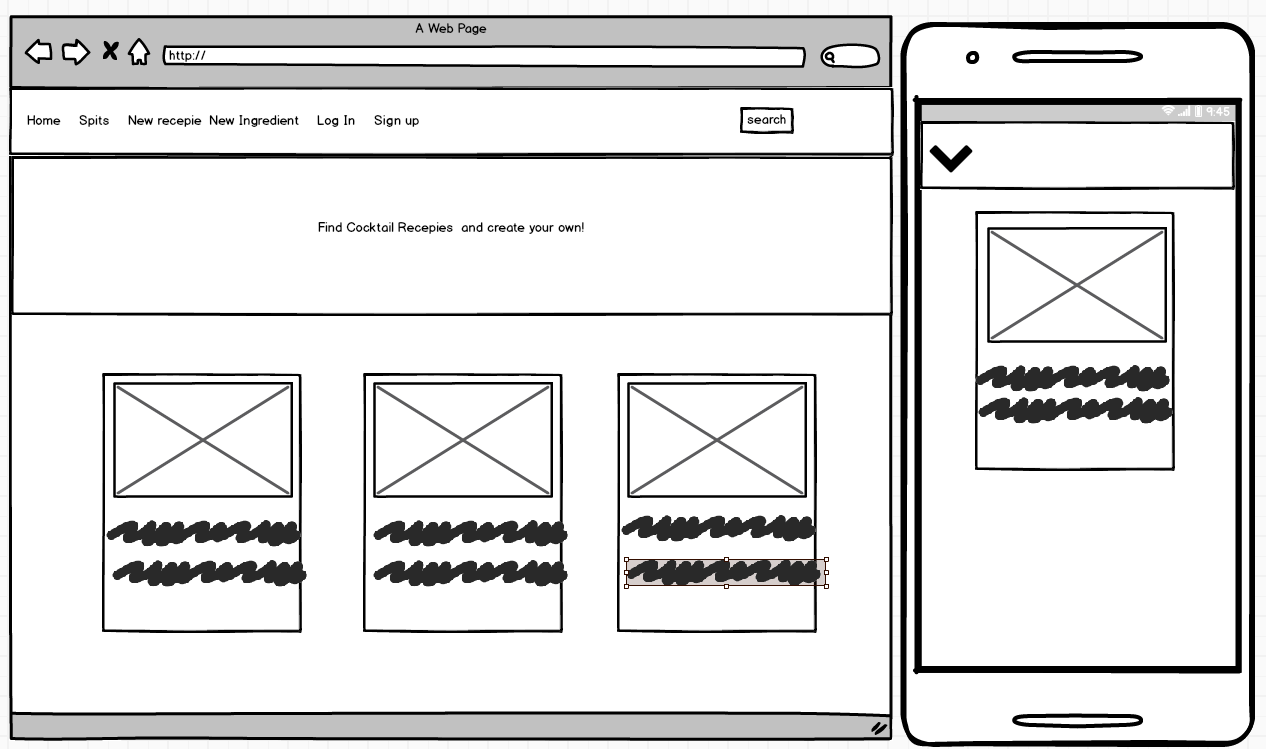 A Web Page
http://
Home Spits New recepie New Ingredient Log In Sign up search
Find Cocktail Recepies and create your own!
9:45